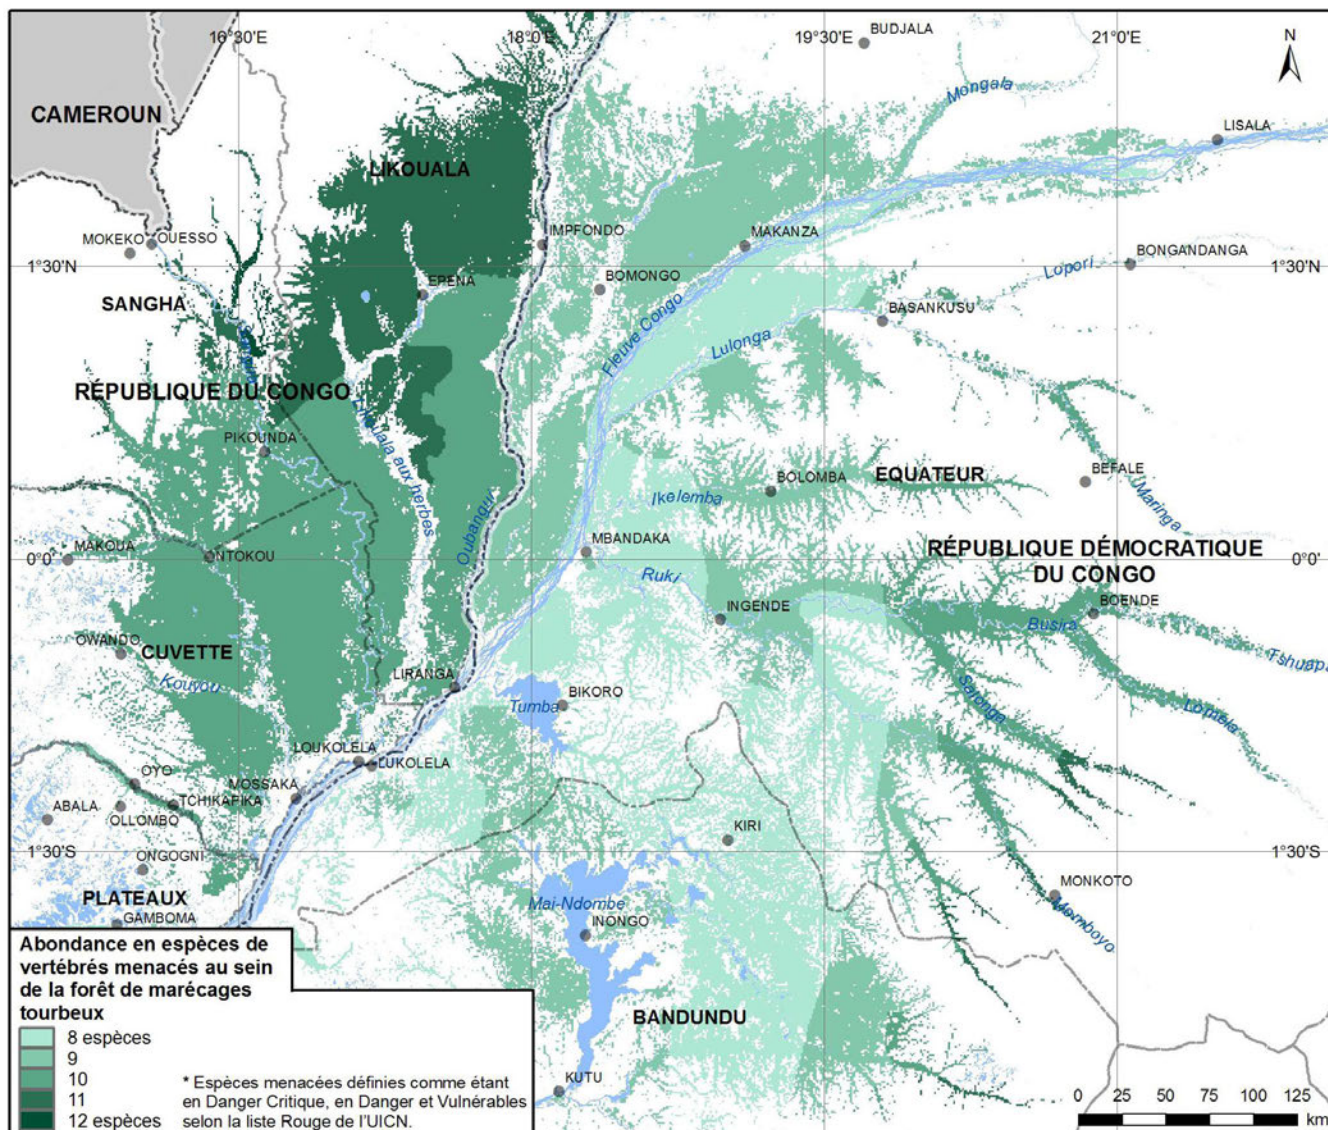 16°30'E
18°0'E
19°30'E
21°0'E
N
BUDJALA
CAMEROUN
Mongala
LISALA
LIKOUALA
MOKEKO
OUESSO
IMPFONDO
MAKANZA
1°30'N
BONGANDANGA
1°30'N
Lopori
EPENA
BOMONGO
SANGHA
BASANKUSU
Fleuve Congo
Lulonga
Sangha
RÉPUBLIQUE DU CONGO
Likouala aux herbes
PIKOUNDA
BOLOMBA
EQUATEUR
BEFALE
Ikelemba
Maringa
Oubangui
MAKOUA
0°0'
NTOKOU
MBANDAKA
RÉPUBLIQUE DÉMOCRATIQUE
DU CONGO
0°0'
Ruki
INGENDE
BOENDE
Busira
OWANDO
CUVETTE
Tshuapa
LIRANGA
Kouyou
BIKORO
Tumba
Salonga
Lomela
LOUKOLELA
LUKOLELA
OYO
MOSSAKA
TCHIKAPIKA
ABALA
OLLOMBO
KIRI
1°30'S
ONGOGNI
1°30'S
PLATEAUX
MONKOTO
Mai-Ndombe
Momboyo
GAMBOMA
INONGO
Abondance en espèces de
vertébrés menacés au sein
de la forêt de marécages
tourbeux
8 espèces
9
10
11
12 espèces
* Espèces menacées définies comme étant
en Danger Critique, en Danger et Vulnérables
selon la liste Rouge de l'UICN.
BANDUNDU
KUTU
0 25 50 75 100 125
km